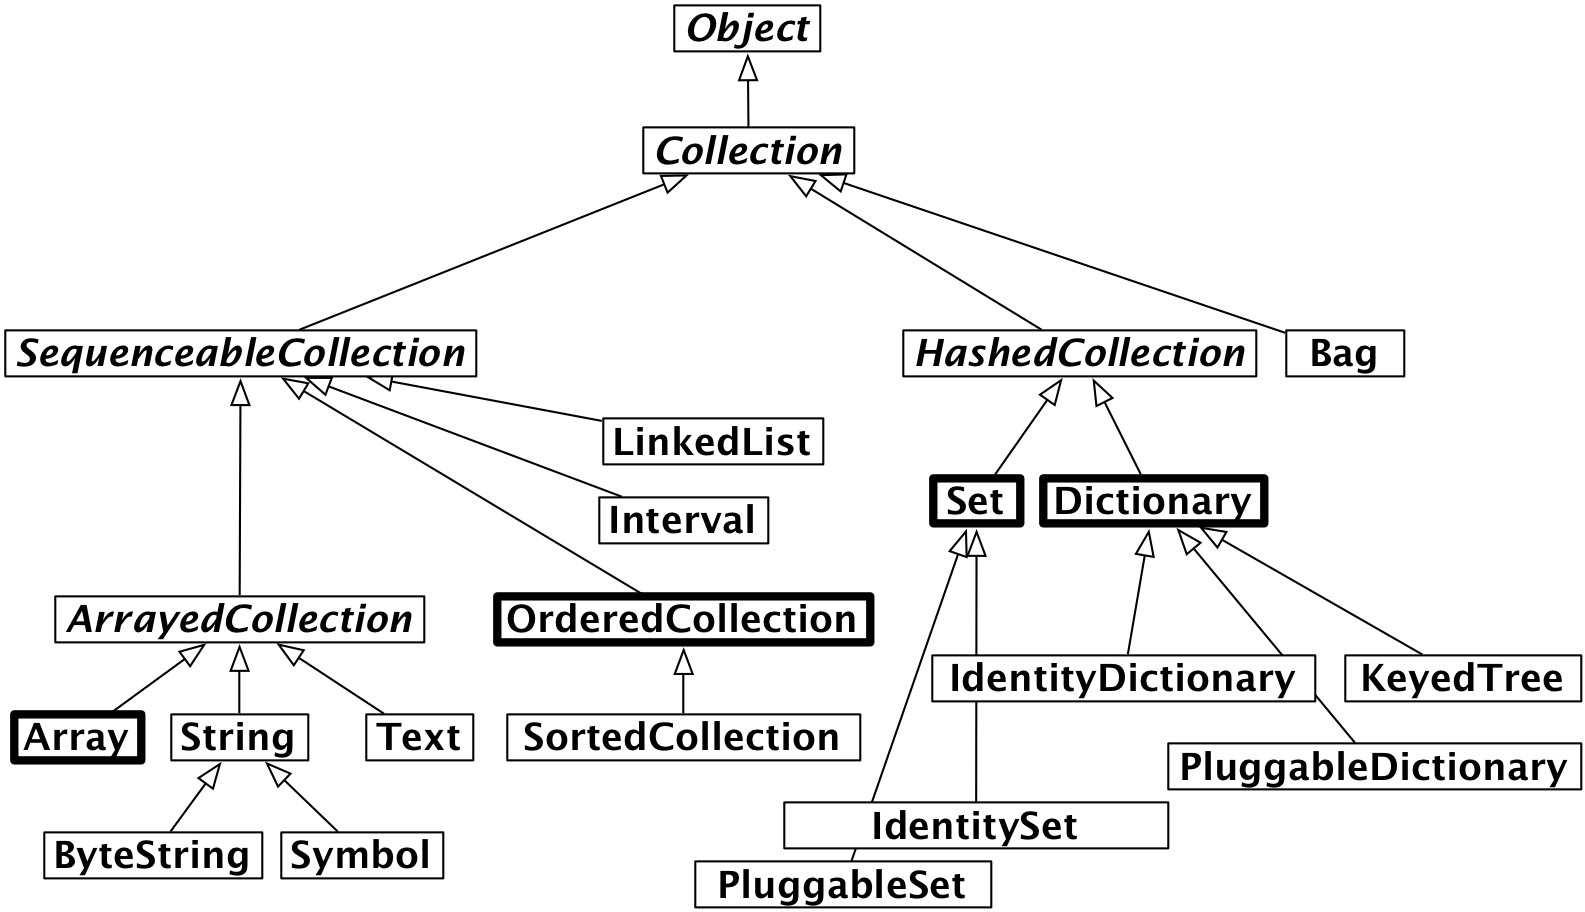 Object
Collection
SequenceableCollection
HashedCollection
Bag
LinkedList
Set
Dictionary
Interval
ArrayedCollection
OrderedCollection
IdentityDictionary
KeyedTree
Array
String
Text
SortedCollection
PluggableDictionary
IdentitySet
ByteString
Symbol
PluggableSet